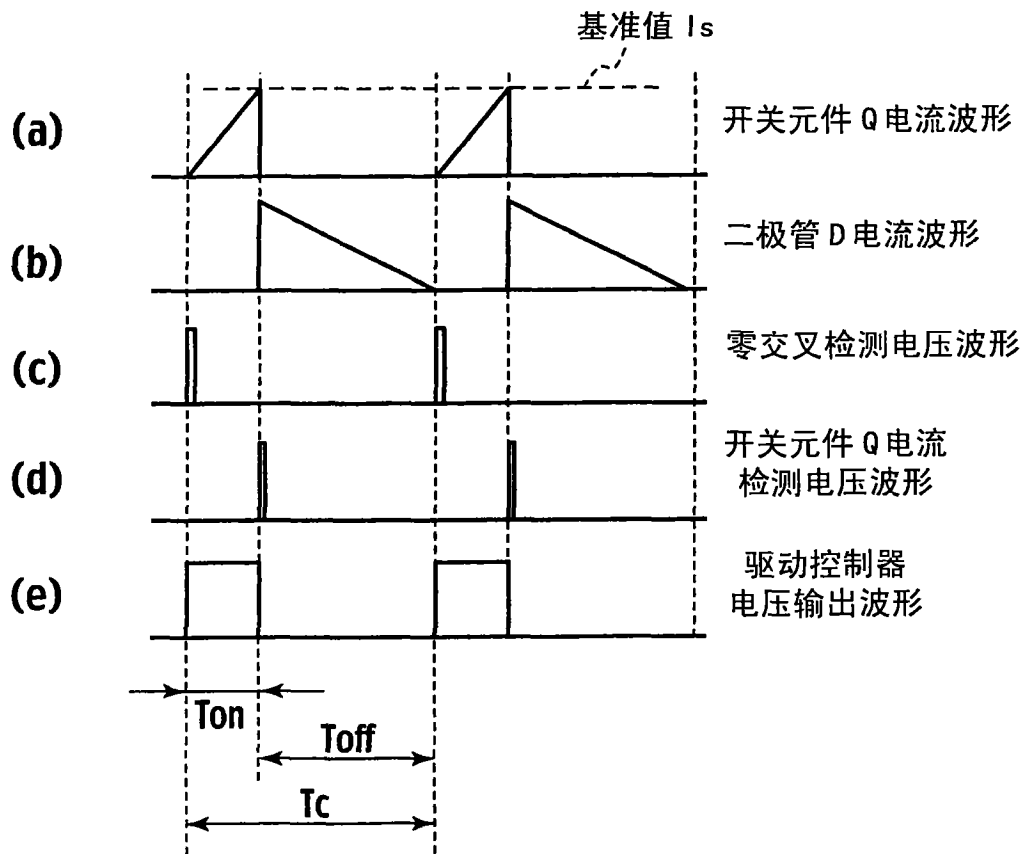 基准值 Is
(a)
开关元件 Q 电流波形
(b)
二极管 D 电流波形
(c)
零交叉检测电压波形
(d)
开关元件 Q 电流
检测电压波形
(e)
驱动控制器
电压输出波形
Ton
Toff
Tc